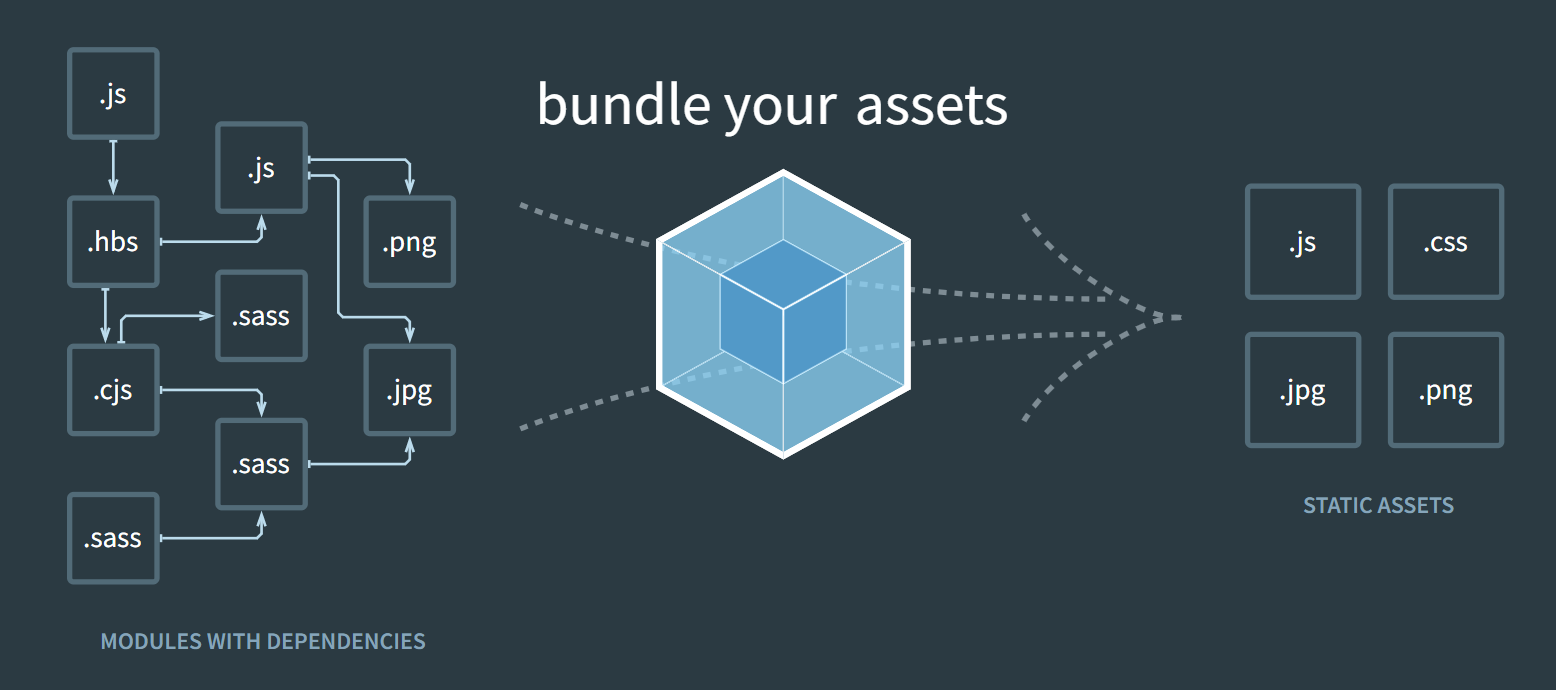 bundle your assets
.js
.js
.hbs
.png
.sass
.cjs
.jpg
.sass
.sass
MODULES WITH DEPENDENCIES
.js
.css
.jpg
.png
STATIC ASSETS